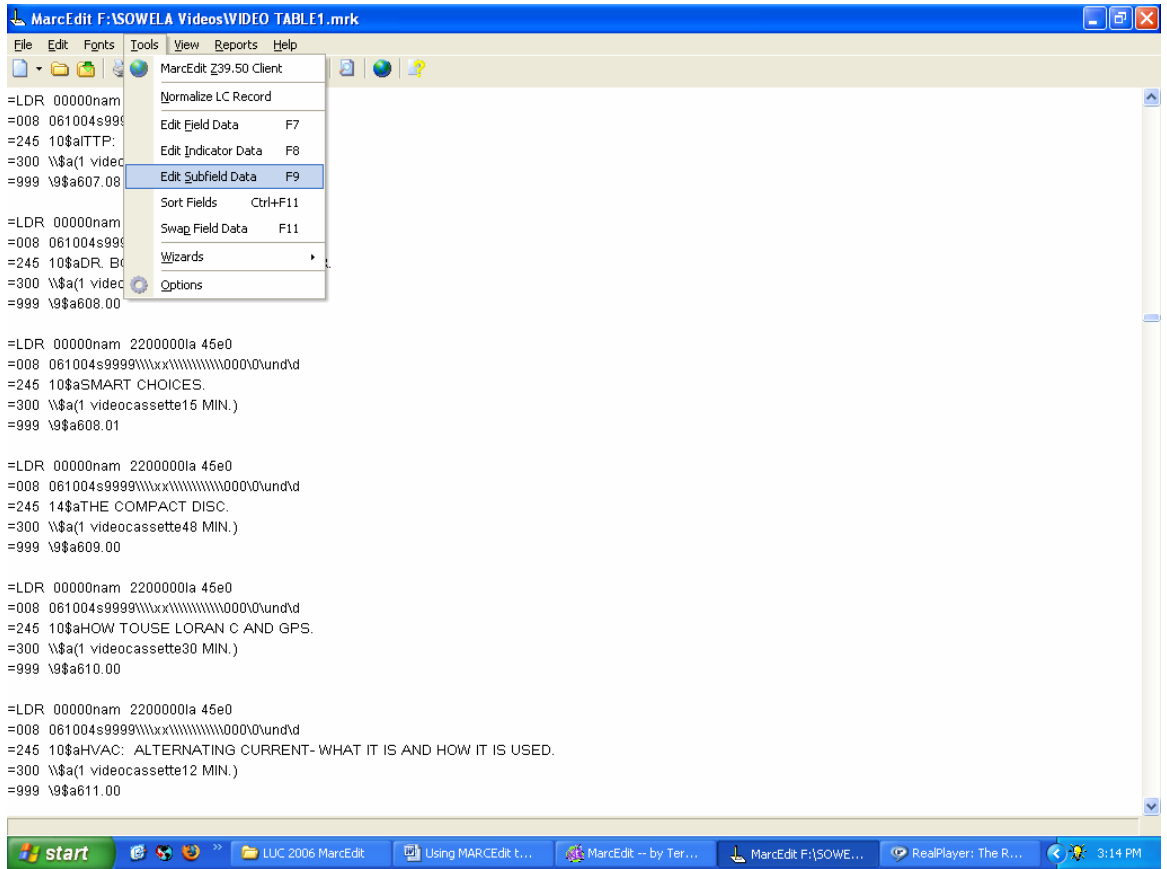 MarcEdit F:\SOWELA Videos\VIDEO TABLE1.mrk
File Edit Fonts Tools View Reports Help
MarcEdit Z39.50 Client
Normalize LC Record
Edit Field Data F7
Edit Indicator Data F8
Edit Subfield Data F9
Sort Fields Ctrl+F11
Swap Field Data F11
Wizards
Options
=LDR 00000nam
=008 061004s999
=245 10$aITTP:
=300 \\$a(1 videc
=999 \9$a607.08
=LDR 00000nam
=008 061004s999
=245 10$aDR. BO
=300 \\$a(1 videc
=999 \9$a608.00
=LDR 00000nam 2200000Ia 45e0
=008 061004s9999\\\\xx\\\\\\\\\\\\000\0\und\d
=245 10$aSMART CHOICES.
=300 \\$a(1 videocassette15 MIN.)
=999 \9$a608.01
=LDR 00000nam 2200000Ia 45e0
=008 061004s9999\\\\xx\\\\\\\\\\\\000\0\und\d
=245 14$aTHE COMPACT DISC.
=300 \\$a(1 videocassette48 MIN.)
=999 \9$a609.00
=LDR 00000nam 2200000Ia 45e0
=008 061004s9999\\\\xx\\\\\\\\\\\\000\0\und\d
=245 10$aHOW TOUSE LORAN C AND GPS.
=300 \\$a(1 videocassette30 MIN.)
=999 \9$a610.00
=LDR 00000nam 2200000Ia 45e0
=008 061004s9999\\\\xx\\\\\\\\\\\\000\0\und\d
=245 10$aHVAC: ALTERNATING CURRENT- WHAT IT IS AND HOW IT IS USED.
=300 \\$a(1 videocassette12 MIN.)
=999 \9$a611.00
start LUC 2006 MarcEdit Using MARCEdit t... MarcEdit -- by Ter... MarcEdit F:\SOWE... RealPlayer: The R... 3:14 PM